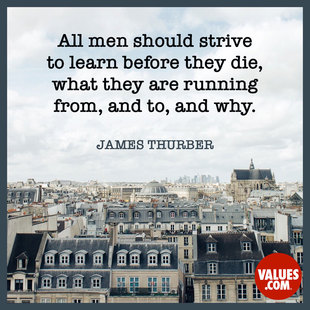 All men should strive
to learn before they die,
what they are running
from, and to, and why.
JAMES THURBER
VALUES
.COM